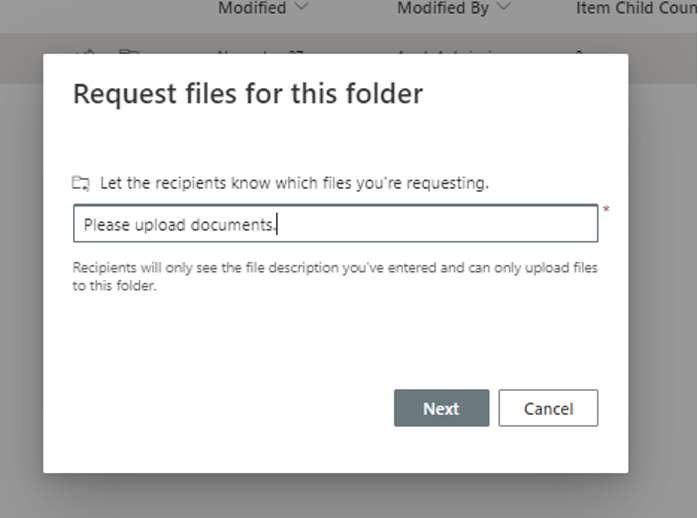 Modified
Modified By
Item Child Coun
Request files for this folder
Let the recipients know which files you're requesting.
Please upload documents.
*
Recipients will only see the file description you've entered and can only upload files
to this folder.
Next
Cancel